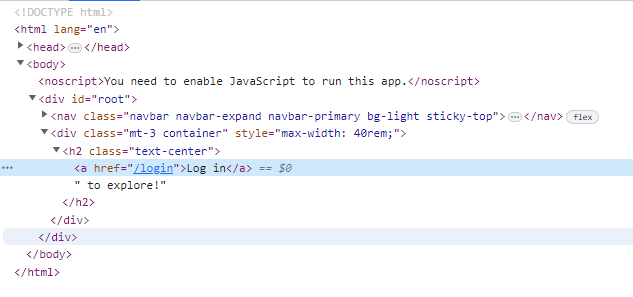 <!DOCTYPE html>
<html lang="en">
<head>…</head>
<body>
<noscript>You need to enable JavaScript to run this app.</noscript>
<div id="root">
<nav class="navbar navbar-expand navbar-primary bg-light sticky-top">…</nav> flex
<div class="mt-3 container" style="max-width: 40rem;">
<h2 class="text-center">
… <a href="/login">Log in</a> == $0
" to explore!"
</h2>
</div>
</div>
</body>
</html>